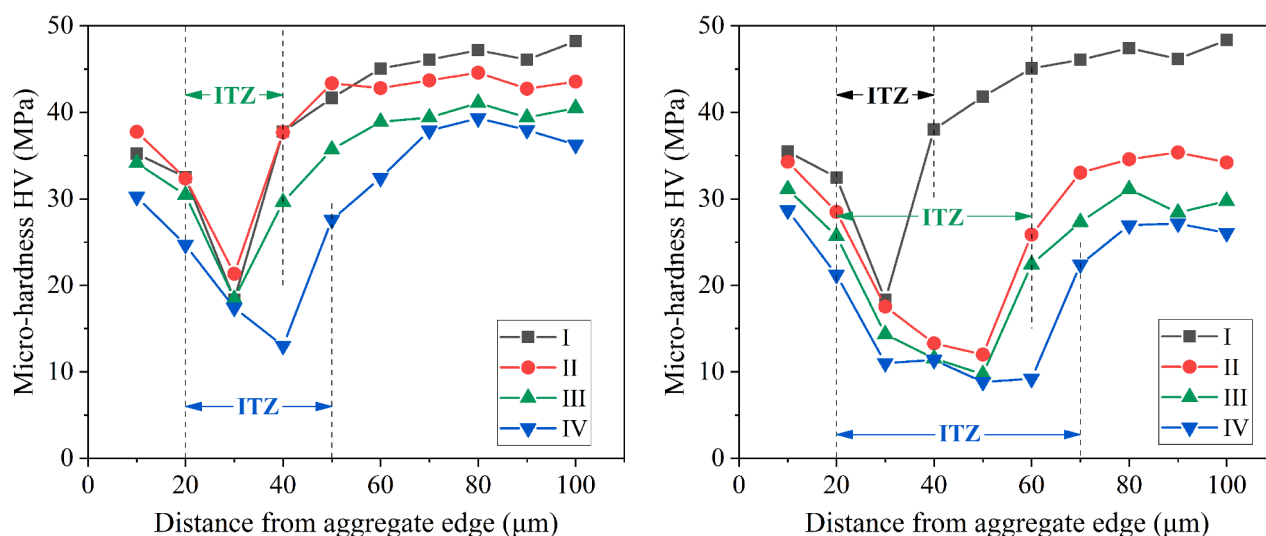 50
40
30
20
10
0
Micro-hardness HV (MPa)
ITZ
ITZ
I
II
III
IV
0
20
40
60
80
100
Distance from aggregate edge (μm)
50
40
30
20
10
0
Micro-hardness HV (MPa)
ITZ
ITZ
ITZ
I
II
III
IV
0
20
40
60
80
100
Distance from aggregate edge (μm)